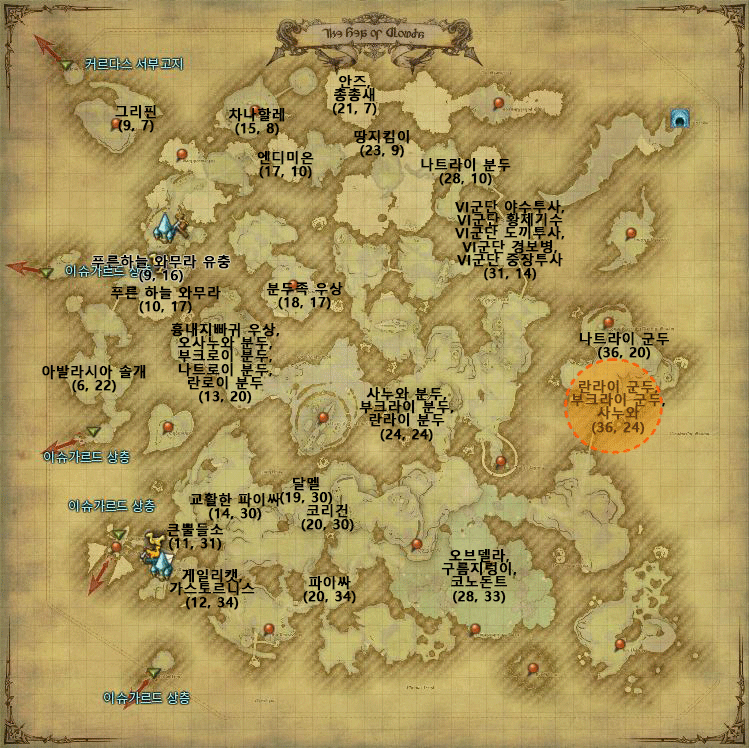 커르다스 서부고지
그리핀
(9, 7)
차나할레
(15, 8)
안즈,
총총새
(21, 7)
땅지킴이
(23, 9)
엔디미온
(17, 10)
나트라이 분두
(28, 10)
VI군단 야수투사,
VI군단 황제기수
VI군단 도끼투사,
VI군단 경보병,
VI군단 중장투사
(31, 14)
푸른하늘 와무라 유충
(9, 16)
이슈가르드 상층
푸른 하늘 와무라
(10, 17)
분두족 우상
(18, 17)
흉내지빠귀 우상,
오사누와 분두,
부크로이 분두,
나트로이 분두,
란로이 분두
(13, 20)
나트라이 군두
(36, 20)
아발라시아 솔개
(6, 22)
사누와 분두,
부크라이 분두,
란라이 분두
(24, 24)
란라이 군두,
부크라이 군두,
사누와
(36, 24)
이슈가르드 상층
이슈가르드 상층
달멜
(19, 30)
교활한 파이싸
(14, 30)
코리건
(20, 30)
큰뿔들소
(11, 31)
게일리캣,
가스토르니스
(12, 34)
파이싸
(20, 34)
오브델라,
구름지렁이,
코노돈트
(28, 33)
이슈가르드 상층